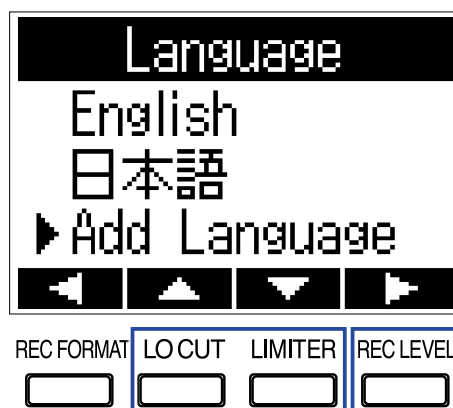 Language
English
日本語
Add Language
REC FORMAT LO CUT LIMITER REC LEVEL